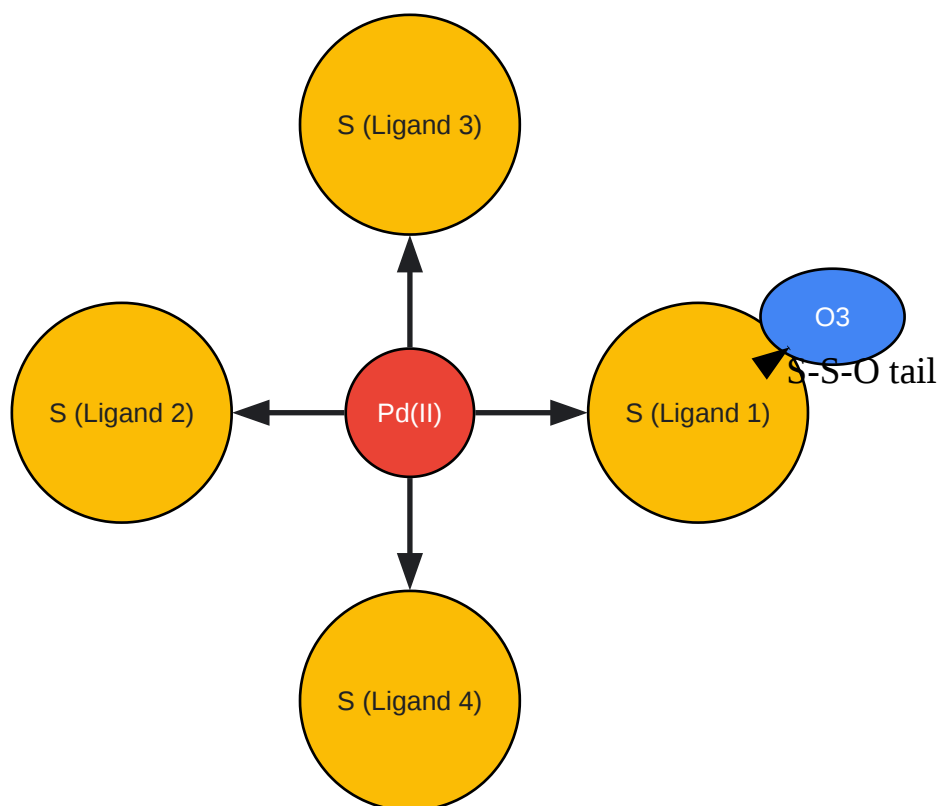 S (Ligand 3)
O3
S-S-O tail
S (Ligand 2)
Pd(II)
S (Ligand 1)
S (Ligand 4)